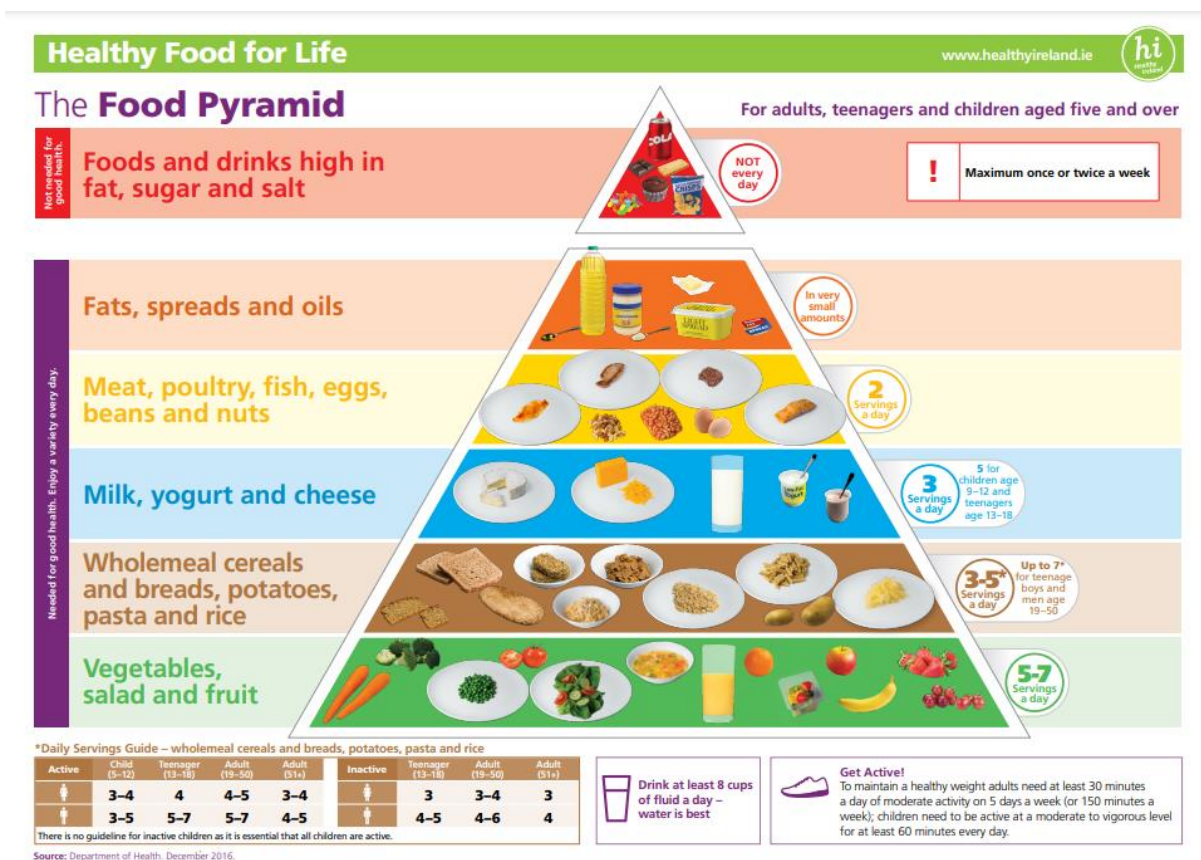 Healthy Food for Life
www.healthyireland.ie
hi
healthy
ireland
The Food Pyramid
For adults, teenagers and children aged five and over
Not needed for
good health.
Foods and drinks high in
fat, sugar and salt
COLA
CRISPS
NOT
every
day
!
Maximum once or twice a week
Needed for good health. Enjoy a variety every day.
Fats, spreads and oils
LIGHT
SPREAD
In very
small
amounts
Meat, poultry, fish, eggs,
beans and nuts
2
Servings
a day
Milk, yogurt and cheese
Yogurt
3
Servings
a day
5 for
children age
9–12 and
teenagers
age 13–18
Wholemeal cereals
and breads, potatoes,
pasta and rice
3-5*
Servings
a day
Up to 7*
for teenage
boys and
men age
19–50
Vegetables,
salad and fruit
5-7
Servings
a day
*Daily Servings Guide – wholemeal cereals and breads, potatoes, pasta and rice
Active Child (5–12) Teenager (13–18) Adult (19–50) Adult (51+) Inactive Teenager (13–18) Adult (19–50) Adult (51+)
3–4 4 4–5 3–4 3 3–4 3
3–5 5–7 5–7 4–5 4–5 4–6 4
There is no guideline for inactive children as it is essential that all children are active.
Source: Department of Health. December 2016.
Drink at least 8 cups
of fluid a day –
water is best
Get Active!
To maintain a healthy weight adults need at least 30 minutes
a day of moderate activity on 5 days a week (or 150 minutes a
week); children need to be active at a moderate to vigorous level
for at least 60 minutes every day.